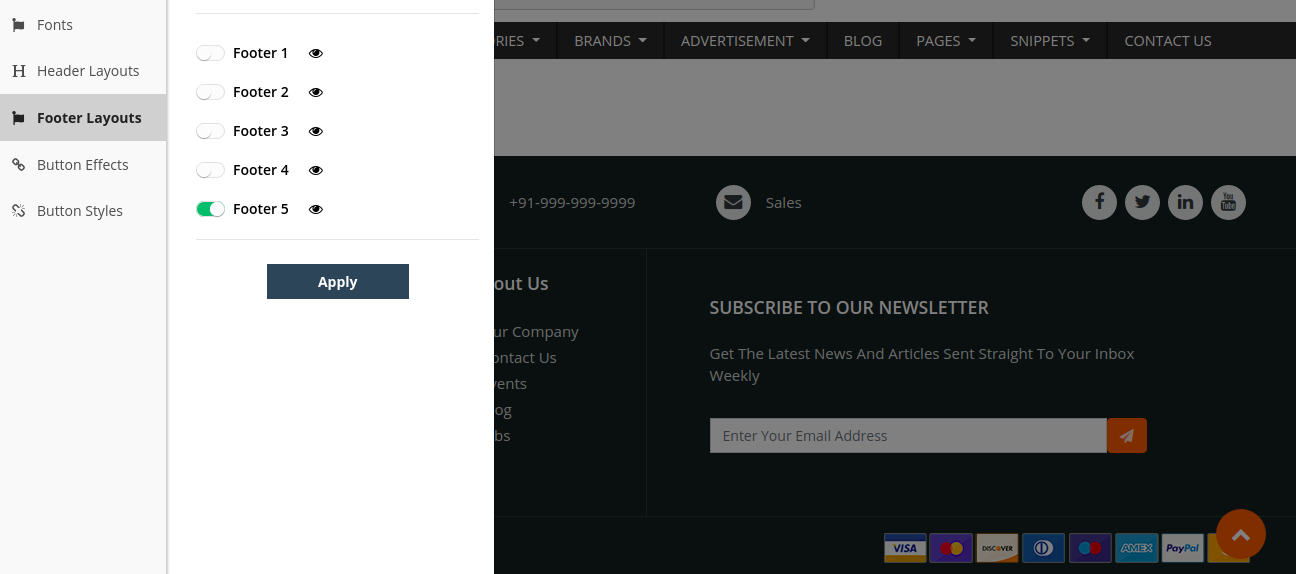 Fonts
Header Layouts
Footer Layouts
Button Effects
Button Styles
Footer 1
Footer 2
Footer 3
Footer 4
Footer 5
Apply
RIES BRANDS ADVERTISEMENT BLOG PAGES SNIPPETS CONTACT US
+91-999-999-9999 Sales
You Tube
out Us
ur Company
ontact Us
vents
og
bs
SUBSCRIBE TO OUR NEWSLETTER
Get The Latest News And Articles Sent Straight To Your Inbox
Weekly
Enter Your Email Address
VISA DISCOVER AMEX PayPal